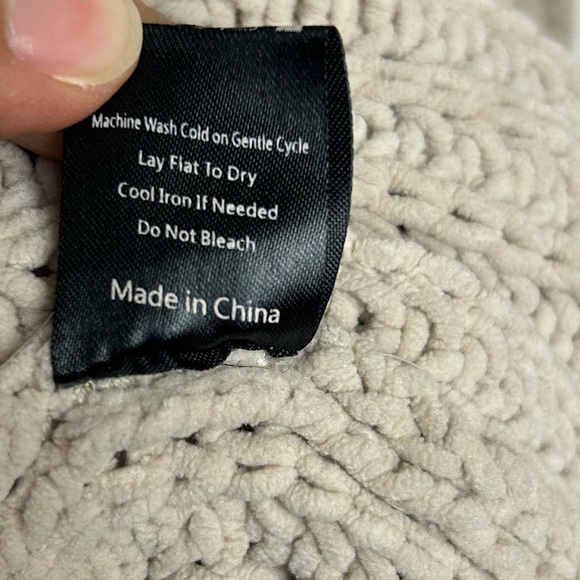 Machine Wash Cold on Gentle Cycle
Lay Flat To Dry
Cool Iron If Needed
Do Not Bleach
Made in China